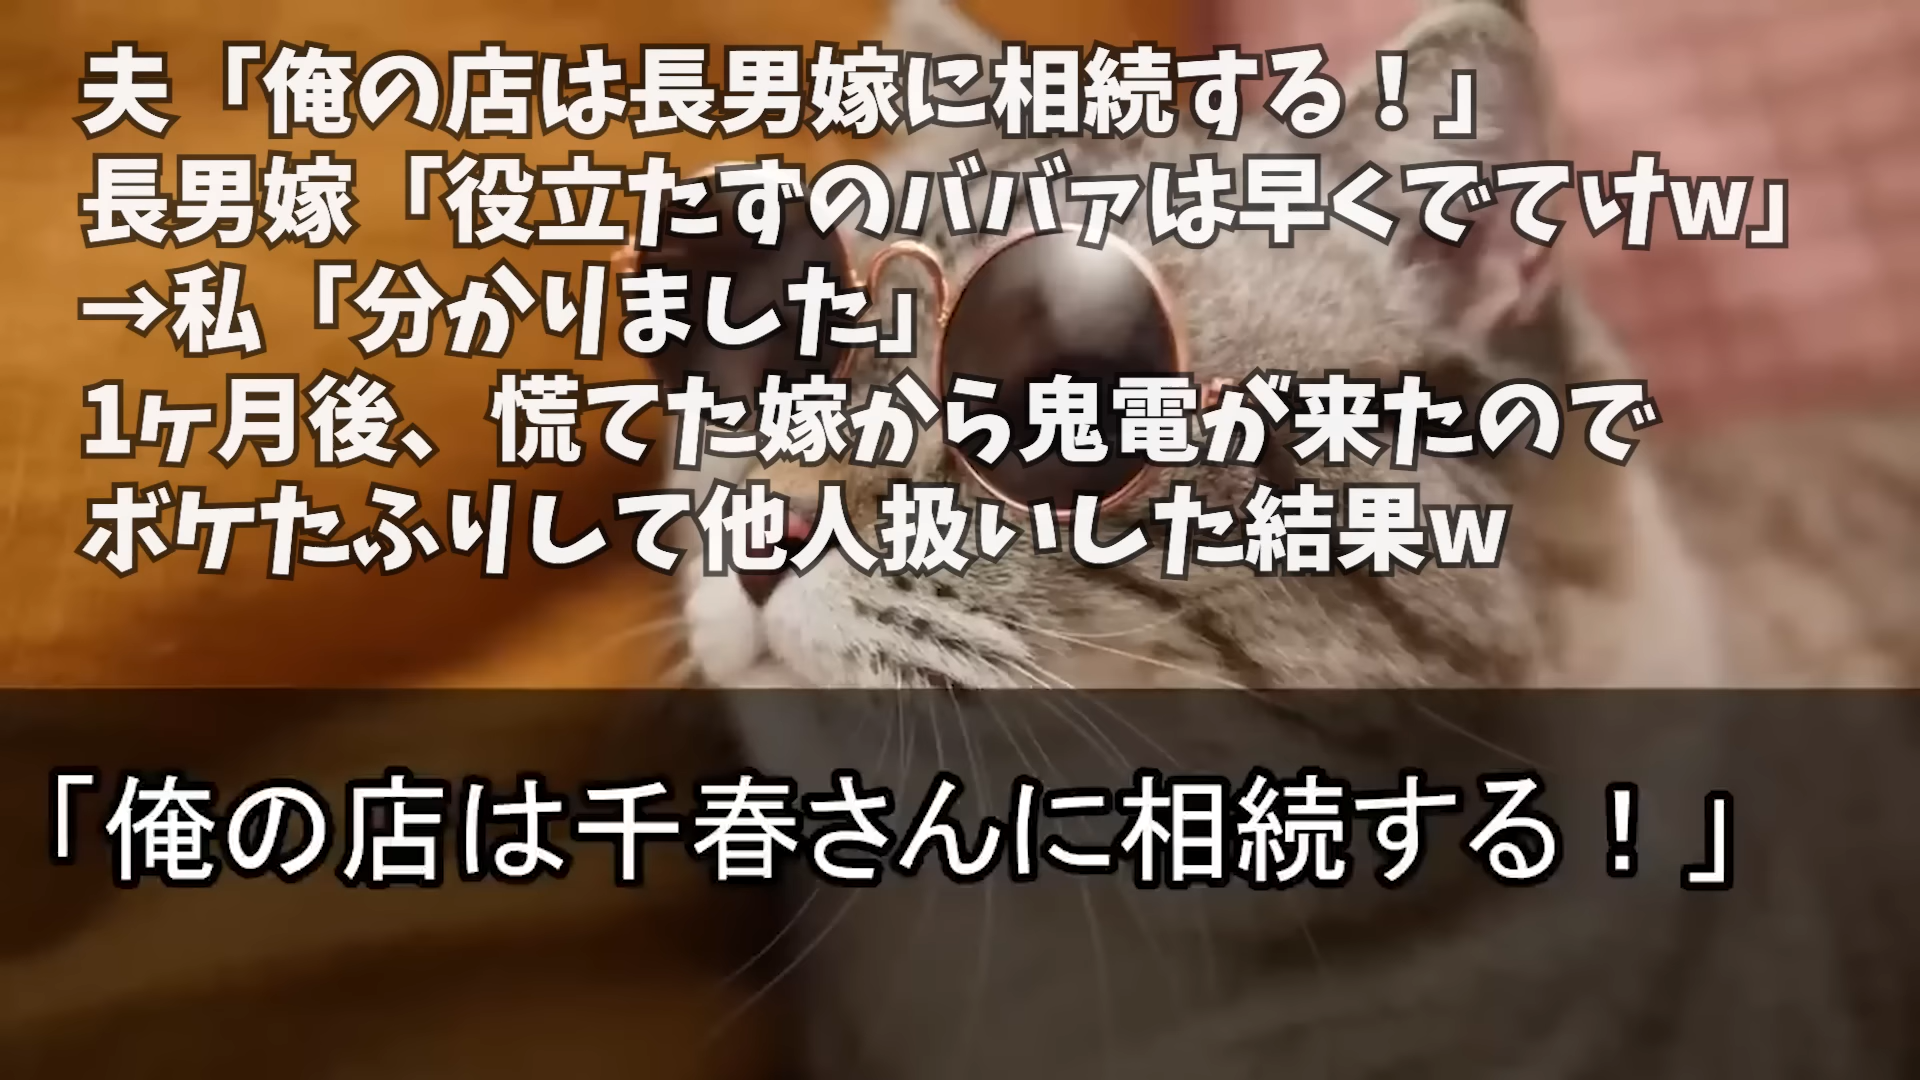 夫「俺の店は長男嫁に相続する！」
長男嫁「役立たずのババァは早くでてけw」
→私「分かりました」
1ヶ月後、慌てた嫁から鬼電が来たので
ボケたふりして他人扱いした結果w
「俺の店は千春さんに相続する！」